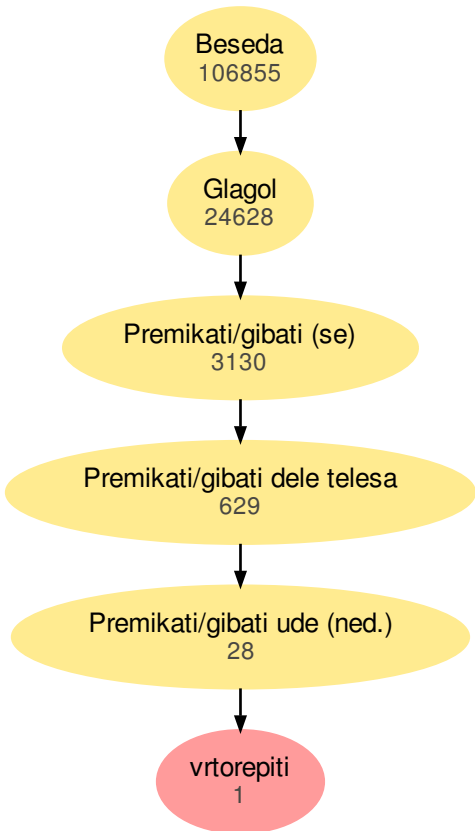 Beseda
106855
Glagol
24628
Premikati/gibati (se)
3130
Premikati/gibati dele telesa
629
Premikati/gibati ude (ned.)
28
vrtorepiti
1